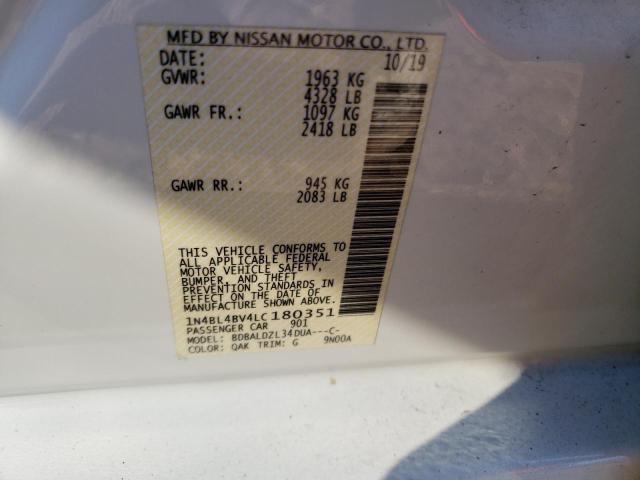 MFD BY NISSAN MOTOR CO., LTD.
DATE: 10/19
GVWR: 1963 KG
4328 LB
GAWR FR.: 1097 KG
2418 LB
GAWR RR.: 945 KG
2083 LB
THIS VEHICLE CONFORMS TO
ALL APPLICABLE FEDERAL
MOTOR VEHICLE SAFETY,
BUMPER, AND THEFT
PREVENTION STANDARDS IN
EFFECT ON THE DATE OF
MANUFACTURE SHOWN ABOVE.
1N4BL4BV4LC180351
PASSENGER CAR 901
MODEL: BDBALDZL34DUA---C-
COLOR: QAK TRIM: G 9N00A